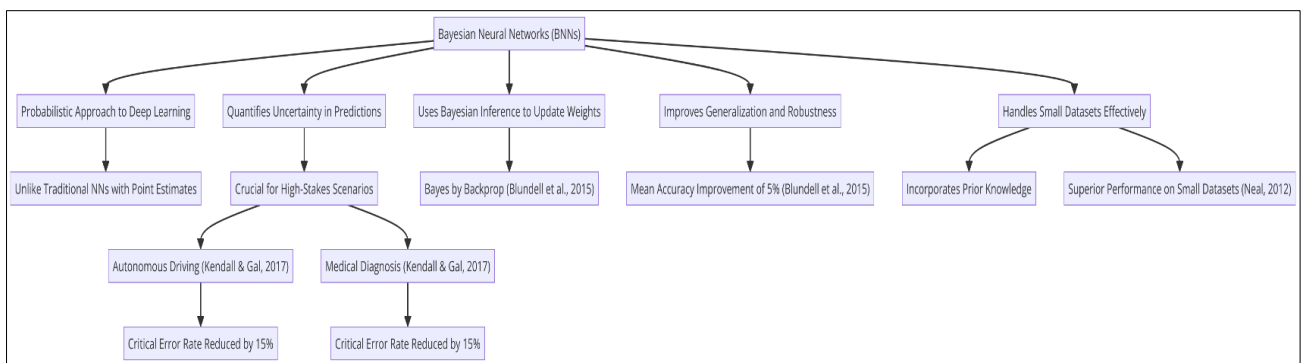 Bayesian Neural Networks (BNNs)
Probabilistic Approach to Deep Learning
Quantifies Uncertainty in Predictions
Uses Bayesian Inference to Update Weights
Improves Generalization and Robustness
Handles Small Datasets Effectively
Unlike Traditional NNs with Point Estimates
Crucial for High-Stakes Scenarios
Bayes by Backprop (Blundell et al., 2015)
Mean Accuracy Improvement of 5% (Blundell et al., 2015)
Incorporates Prior Knowledge
Superior Performance on Small Datasets (Neal, 2012)
Autonomous Driving (Kendall & Gal, 2017)
Medical Diagnosis (Kendall & Gal, 2017)
Critical Error Rate Reduced by 15%
Critical Error Rate Reduced by 15%